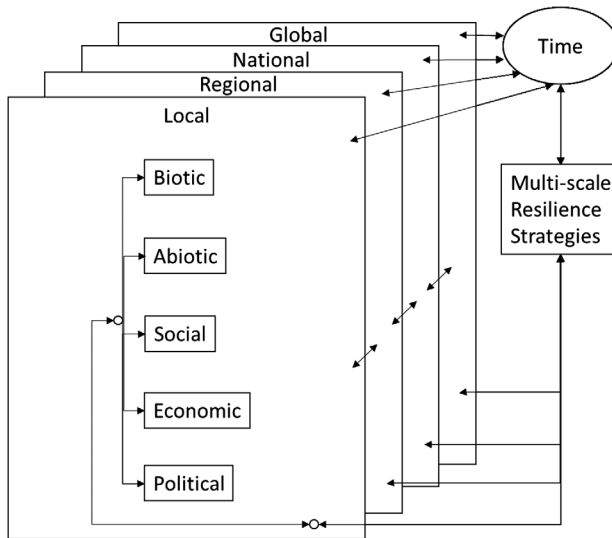 Global
Time
National
Regional
Local
Biotic
Multi-scale
Resilience
Strategies
Abiotic
Social
Economic
Political